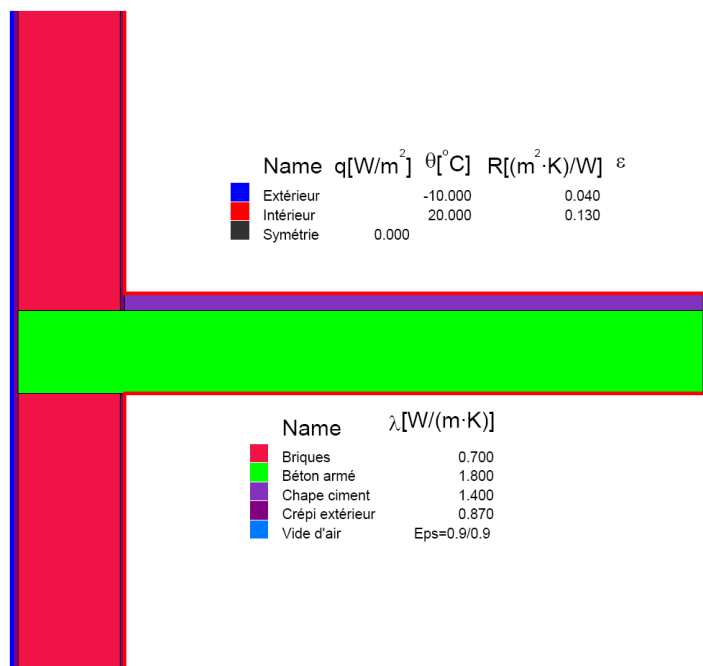 Name q[W/m²] θ[°C] R[(m²·K)/W] ε
Extérieur -10.000 0.040
Intérieur 20.000 0.130
Symétrie 0.000
Name λ[W/(m·K)]
Briques 0.700
Béton armé 1.800
Chape ciment 1.400
Crépi extérieur 0.870
Vide d'air Eps=0.9/0.9